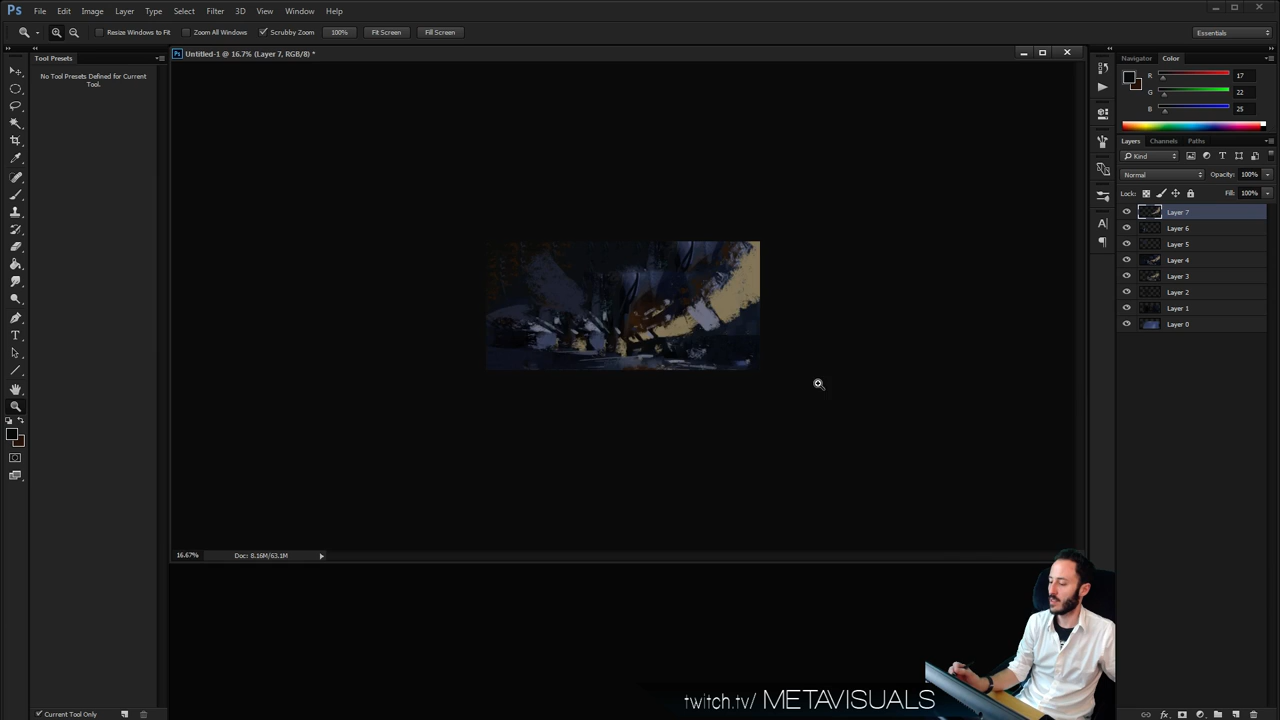 Ps File Edit Image Layer Type Select Filter 3D View Window Help
Resize Windows to Fit Zoom All Windows Scrubby Zoom 100% Fit Screen Fill Screen Essentials
Tool Presets
No Tool Presets Defined for Current
Tool.
Untitled-1 @ 16.7% (Layer 7, RGB/8) *
Navigator Color
R 17
G 22
B 25
Layers Channels Paths
Kind
Normal Opacity: 100%
Lock: Fill: 100%
Layer 7
Layer 6
Layer 5
Layer 4
Layer 3
Layer 2
Layer 1
Layer 0
16.67% Doc: 8.16M/63.1M
twitch.tv/ METAVISUALS
Current Tool Only